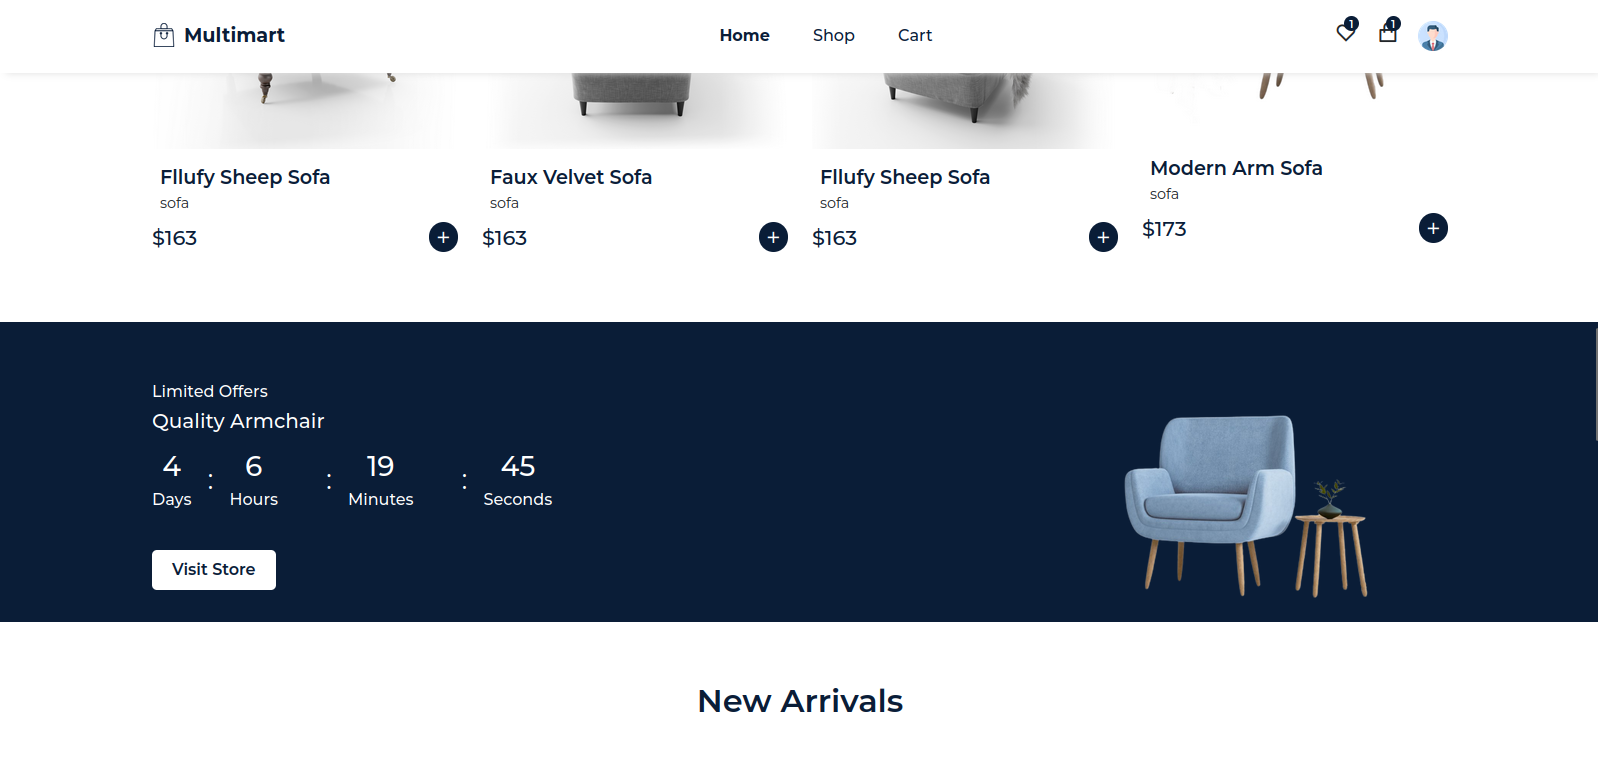 Multimart
Home Shop Cart
1 1
Fllufy Sheep Sofa
sofa
$163
+
Faux Velvet Sofa
sofa
$163
+
Fllufy Sheep Sofa
sofa
$163
+
Modern Arm Sofa
sofa
$173
+
Limited Offers
Quality Armchair
4 : 6 : 19 : 45
Days Hours Minutes Seconds
Visit Store
New Arrivals